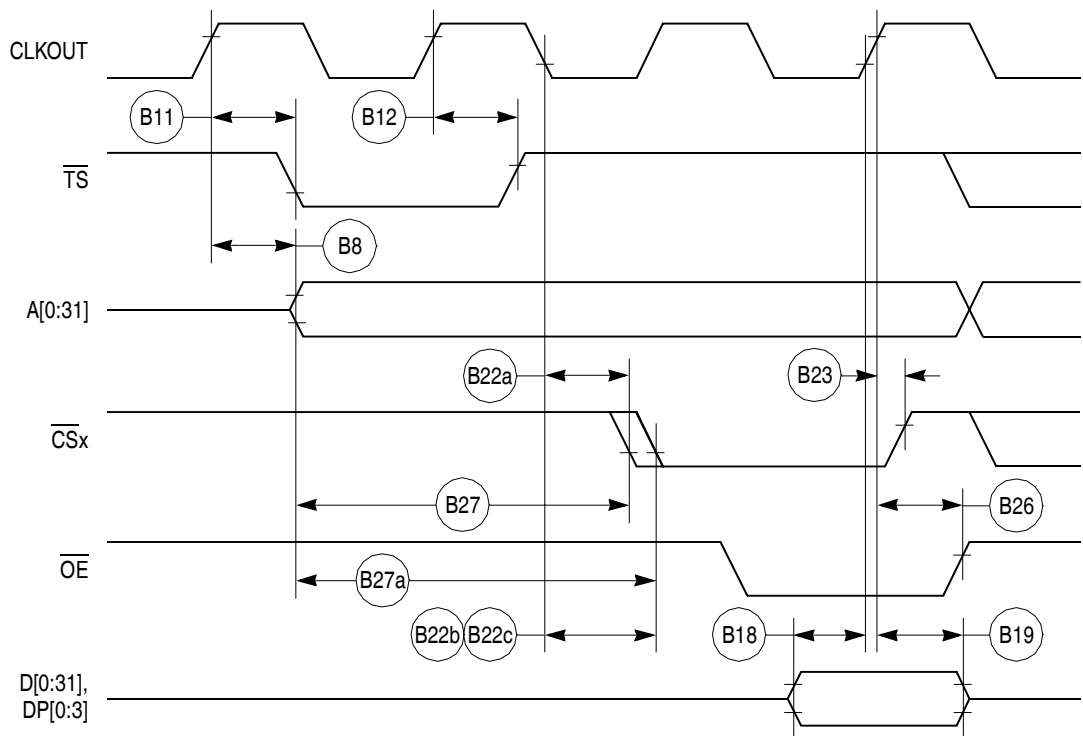 CLKOUT
B11
B12
TS
B8
A[0:31]
B22a
B23
CSx
B27
B26
OE
B27a
B22b
B22c
B18
B19
D[0:31],
DP[0:3]